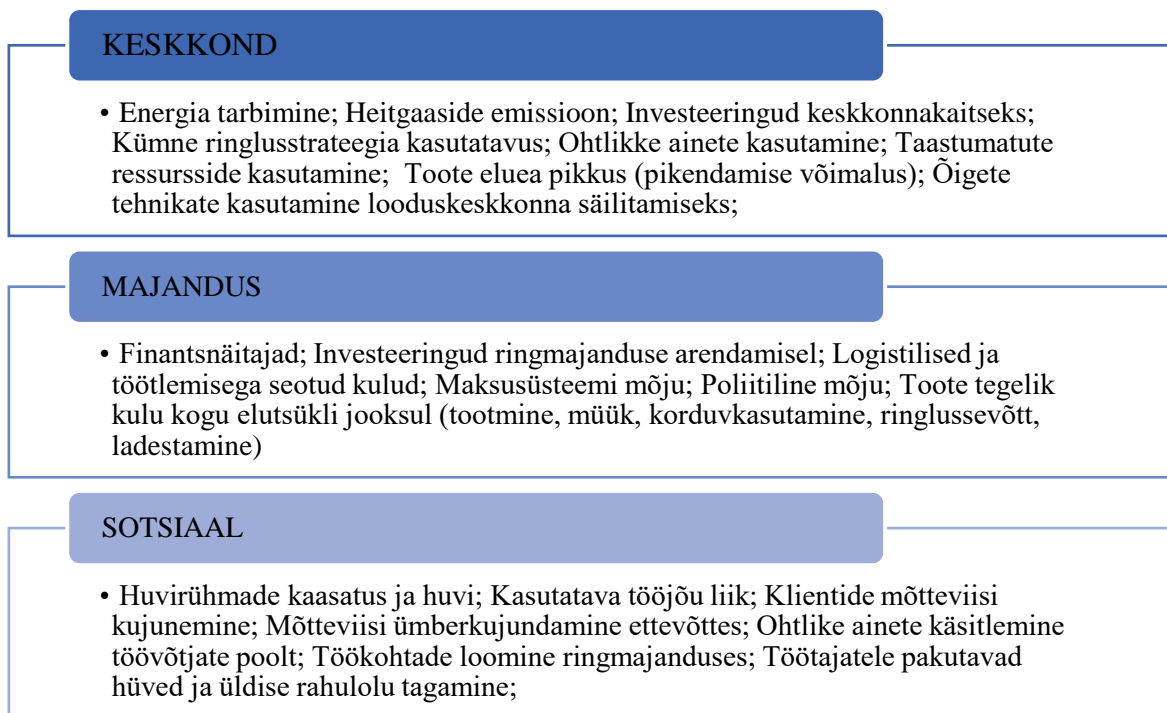 KESKKOND
• Energia tarbimine; Heitgaaside emissioon; Investeeringud keskkonnakaitseks;
Kümne ringlusstrateegia kasutatavus; Ohtlikke ainete kasutamine; Taastumatute
ressursside kasutamine; Toote eluea pikkus (pikendamise võimalus); Õigete
tehnikate kasutamine looduskeskkonna säilitamiseks;
MAJANDUS
• Finantsnäitajad; Investeeringud ringmajanduse arendamisel; Logistilised ja
töötlemisega seotud kulud; Maksusüsteemi mõju; Poliitiline mõju; Toote tegelik
kulu kogu elutsükli jooksul (tootmine, müük, korduvkasutamine, ringlussevõtt,
ladestamine)
SOTSIAAL
• Huvirühmade kaasatus ja huvi; Kasutatava tööjõu liik; Klientide mõtteviisi
kujunemine; Mõtteviisi ümberkujundamine ettevõttes; Ohtlike ainete käsitlemine
töövõtjate poolt; Töökohtade loomine ringmajanduses; Töötajatele pakutavad
hüved ja üldise rahulolu tagamine;